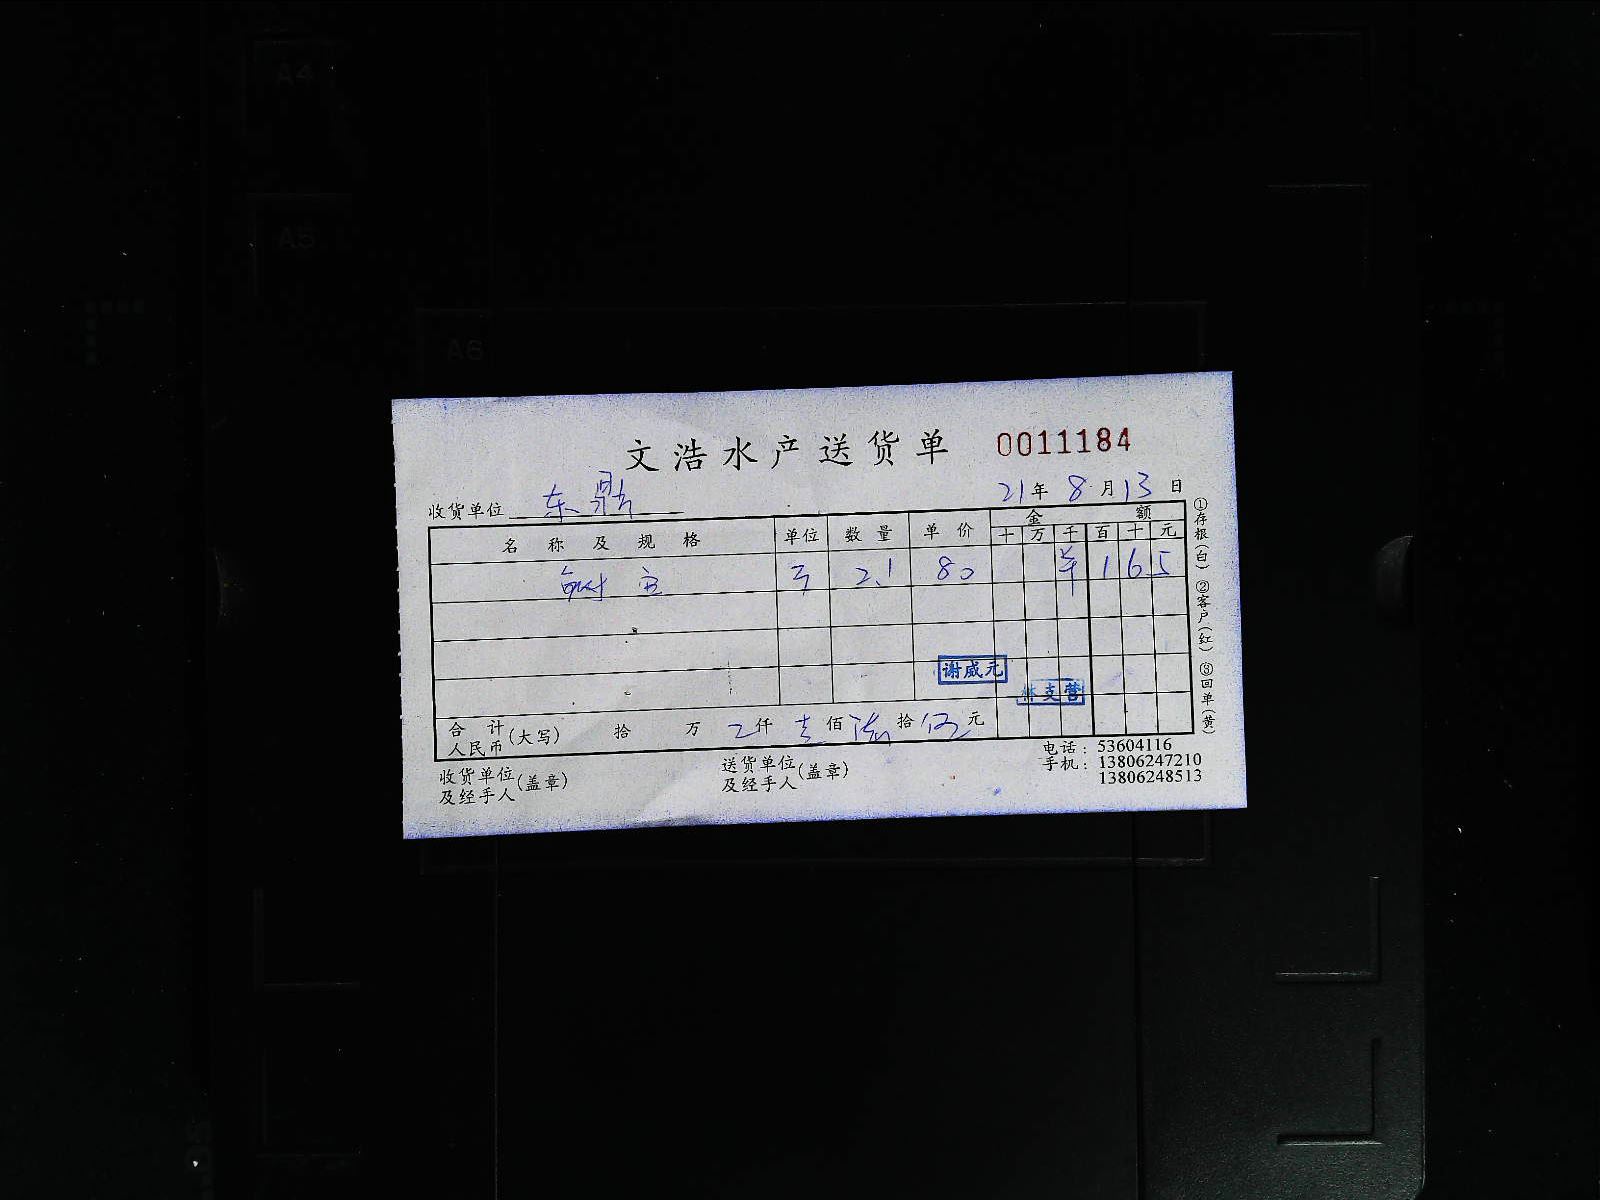 A4
A5
A6
文浩水产送货单 0011184
收货单位 东 21年 8月13日
名称及规格 单位 数量 单价 金额
十 万 千 百 十 元
2.1 80 ¥ 1 6 5
谢威元
林支营
合计人民币(大写) 拾 万 仟 壹佰 陆拾 伍元
收货单位及经手人(盖章) 送货单位及经手人(盖章)
电话：53604116
手机：13806247210
13806248513
①存根(白) ②客户(红) ③回单(黄)